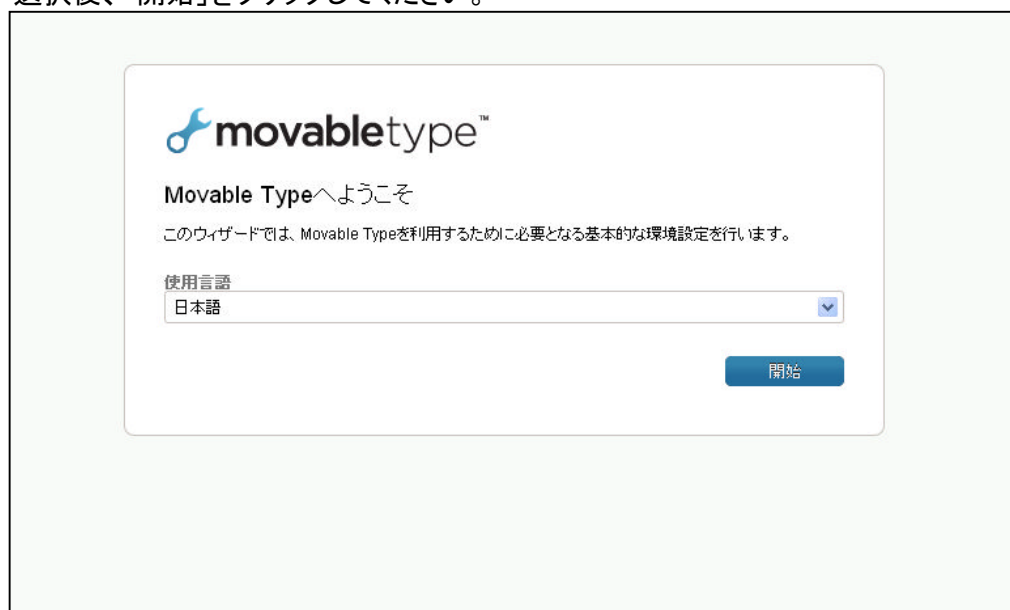 選択後、「開始」をクリックしてください。
movabletype™
Movable Typeへようこそ
このウィザードでは、Movable Typeを利用するために必要となる基本的な環境設定を行います。
使用言語
日本語
開始